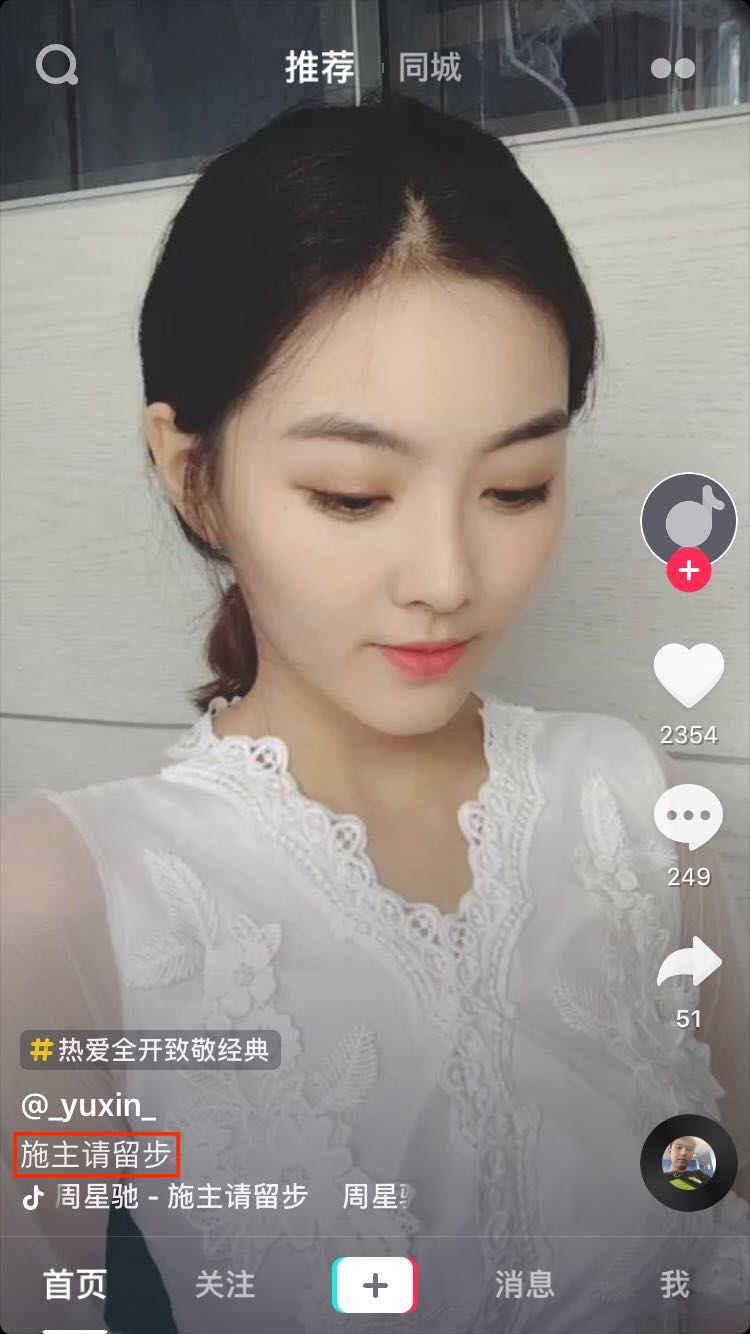 推荐 同城
2354
249
51
#热爱全开致敬经典
@_yuxin_
施主请留步
周星驰 - 施主请留步 周星
首页 关注 消息 我